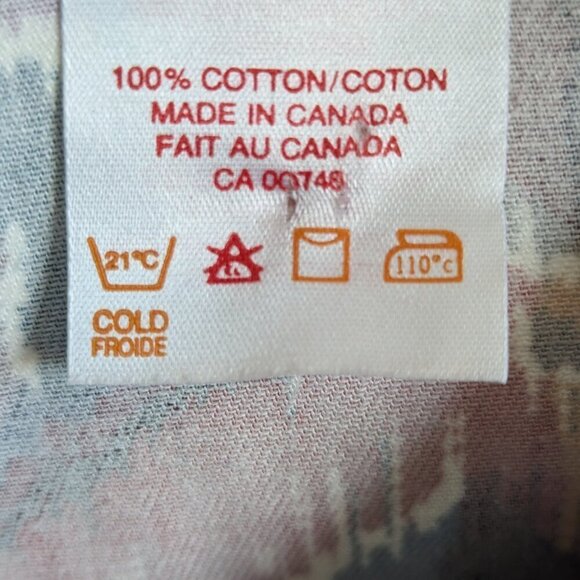 100% COTTON/COTON
MADE IN CANADA
FAIT AU CANADA
CA 00748
21°C
110°c
COLD
FROIDE